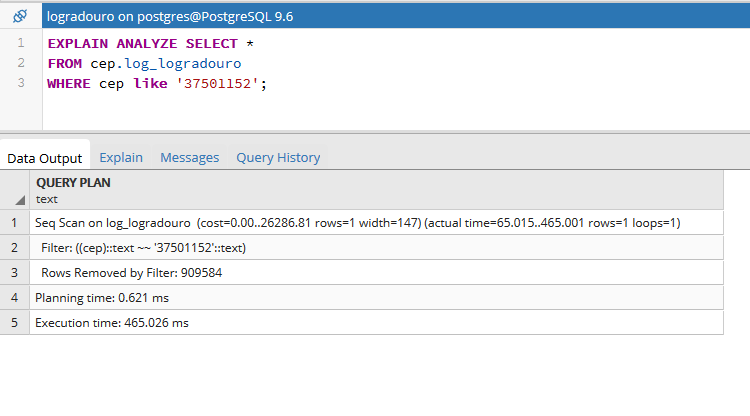 logradouro on postgres@PostgreSQL 9.6
1 EXPLAIN ANALYZE SELECT *
2 FROM cep.log_logradouro
3 WHERE cep like '37501152';
Data Output Explain Messages Query History
QUERY PLAN
text
1 Seq Scan on log_logradouro (cost=0.00..26286.81 rows=1 width=147) (actual time=65.015..465.001 rows=1 loops=1)
2 Filter: ((cep)::text ~~ '37501152'::text)
3 Rows Removed by Filter: 909584
4 Planning time: 0.621 ms
5 Execution time: 465.026 ms